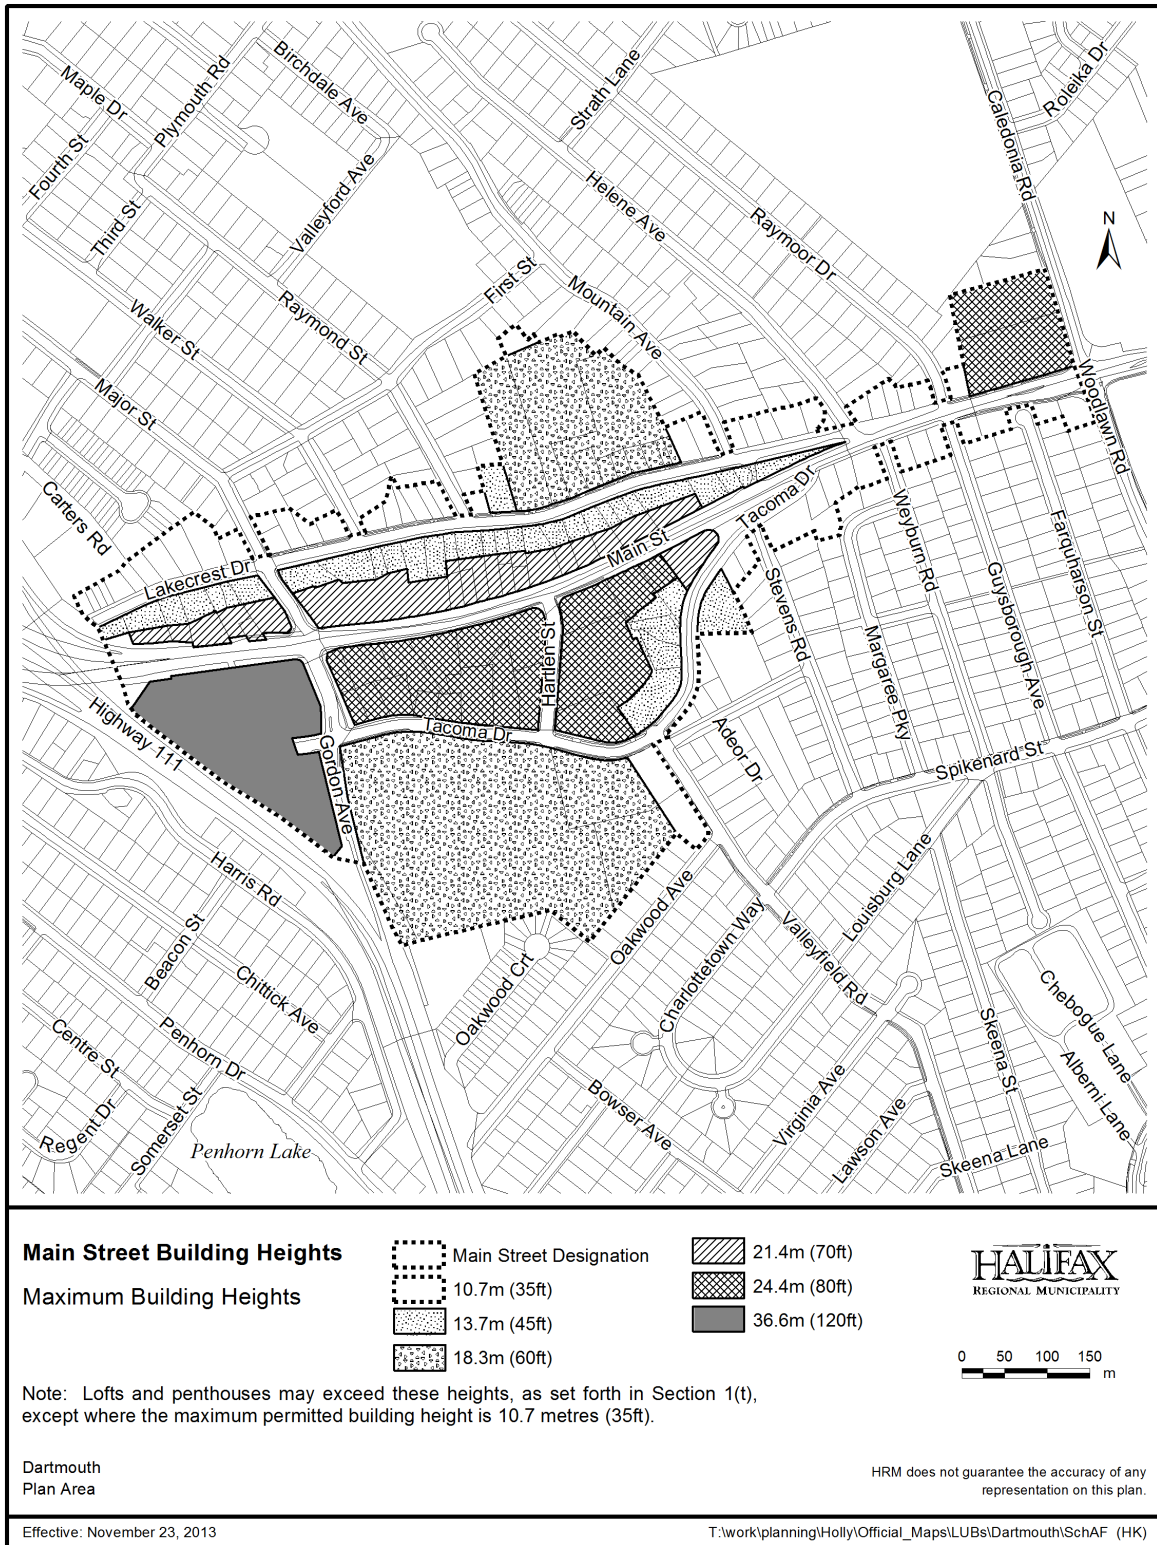 Birchdale Ave
Maple Dr
Plymouth Rd
Strath Lane
Roleika Dr
Caledonia Rd
Fourth St
Third St
Valleyford Ave
Helene Ave
Raymoor Dr
N
First St
Mountain Ave
Walker St
Raymond St
Major St
Woodlawn Rd
Carters Rd
Lakecrest Dr
Main St
Tacoma Dr
Weyburn Rd
Farquharson St
Guysborough Ave
Stevens Rd
Margaree Pky
Hartlen St
Highway 111
Gordon Ave
Tacoma Dr
Adeor Dr
Spikenard St
Harris Rd
Beacon St
Chittick Ave
Oakwood Ave
Oakwood Crt
Charlottetown Way
Louisburg Lane
Valleyfield Rd
Chebogue Lane
Alberni Lane
Skeena St
Centre St
Penhorn Dr
Somerset St
Regent Dr
Penhorn Lake
Bowser Ave
Virginia Ave
Lawson Ave
Skeena Lane
Main Street Building Heights
Maximum Building Heights
Main Street Designation
10.7m (35ft)
13.7m (45ft)
18.3m (60ft)
21.4m (70ft)
24.4m (80ft)
36.6m (120ft)
HALIFAX
REGIONAL MUNICIPALITY
0 50 100 150
m
Note: Lofts and penthouses may exceed these heights, as set forth in Section 1(t),
except where the maximum permitted building height is 10.7 metres (35ft).
Dartmouth
Plan Area
HRM does not guarantee the accuracy of any
representation on this plan.
Effective: November 23, 2013
T:\work\planning\Holly\Official_Maps\LUBs\Dartmouth\SchAF (HK)